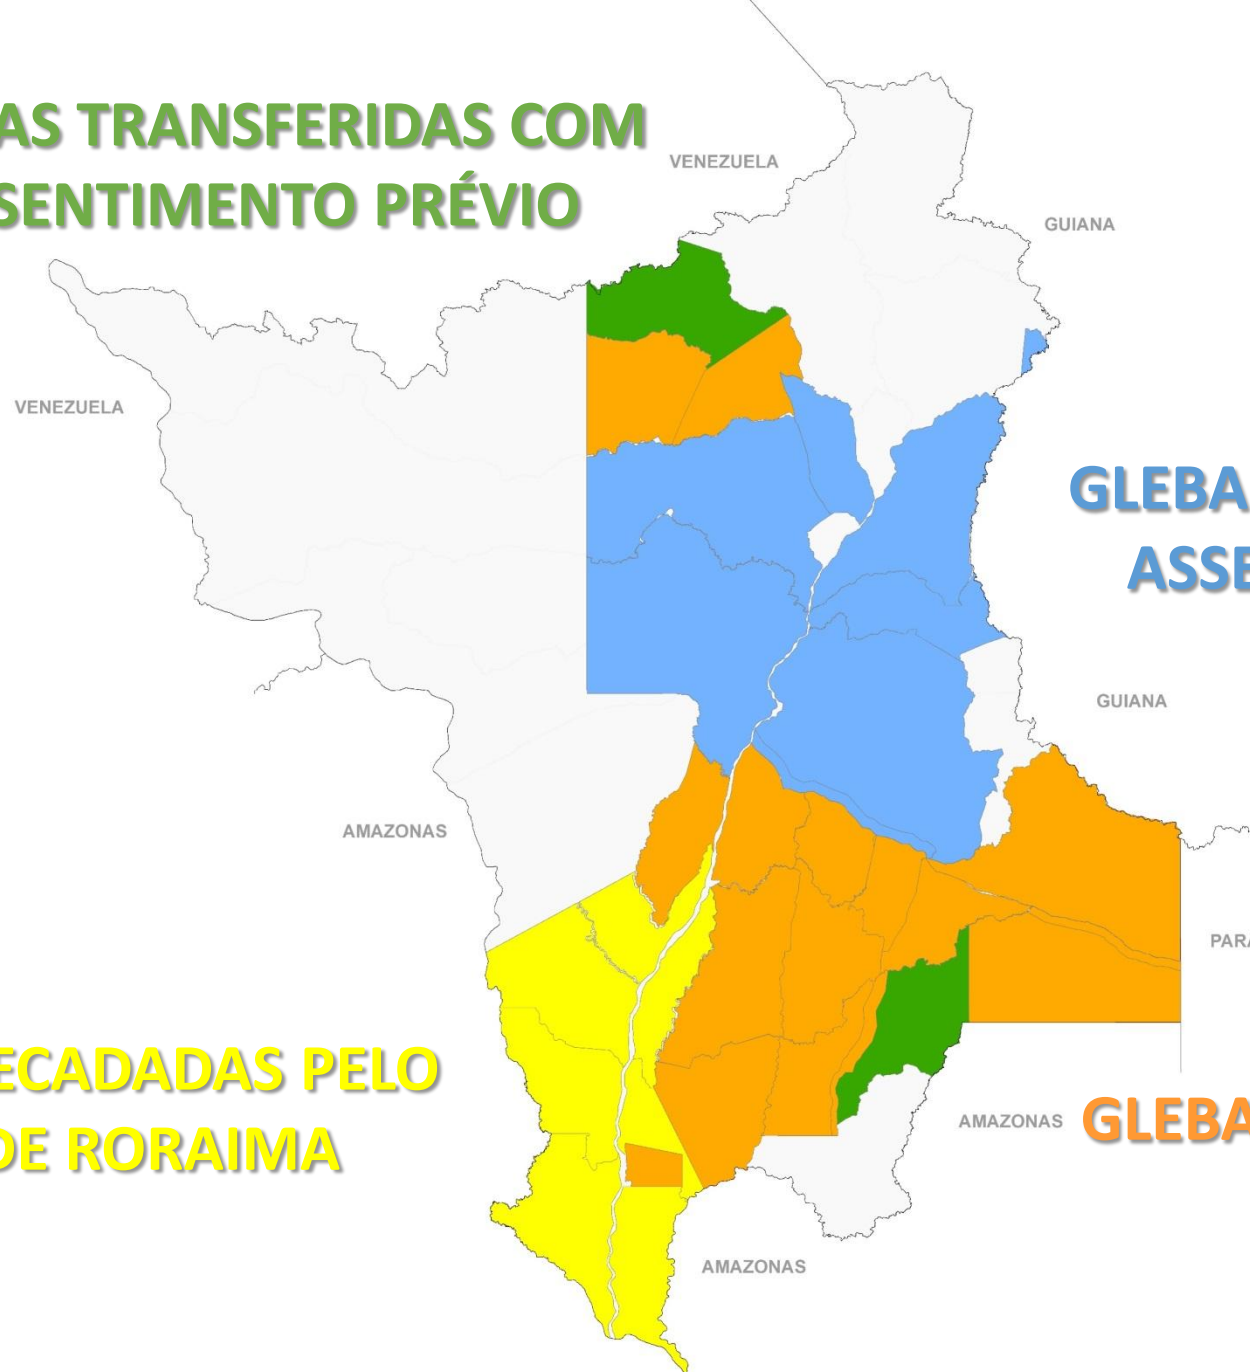 AS TRANSFERIDAS COM
SENTIMENTO PRÉVIO
VENEZUELA
GUIANA
VENEZUELA
GLEBA
ASSE
GUIANA
AMAZONAS
PARA
ECADADAS PELO
DE RORAIMA
AMAZONAS
GLEBA
AMAZONAS